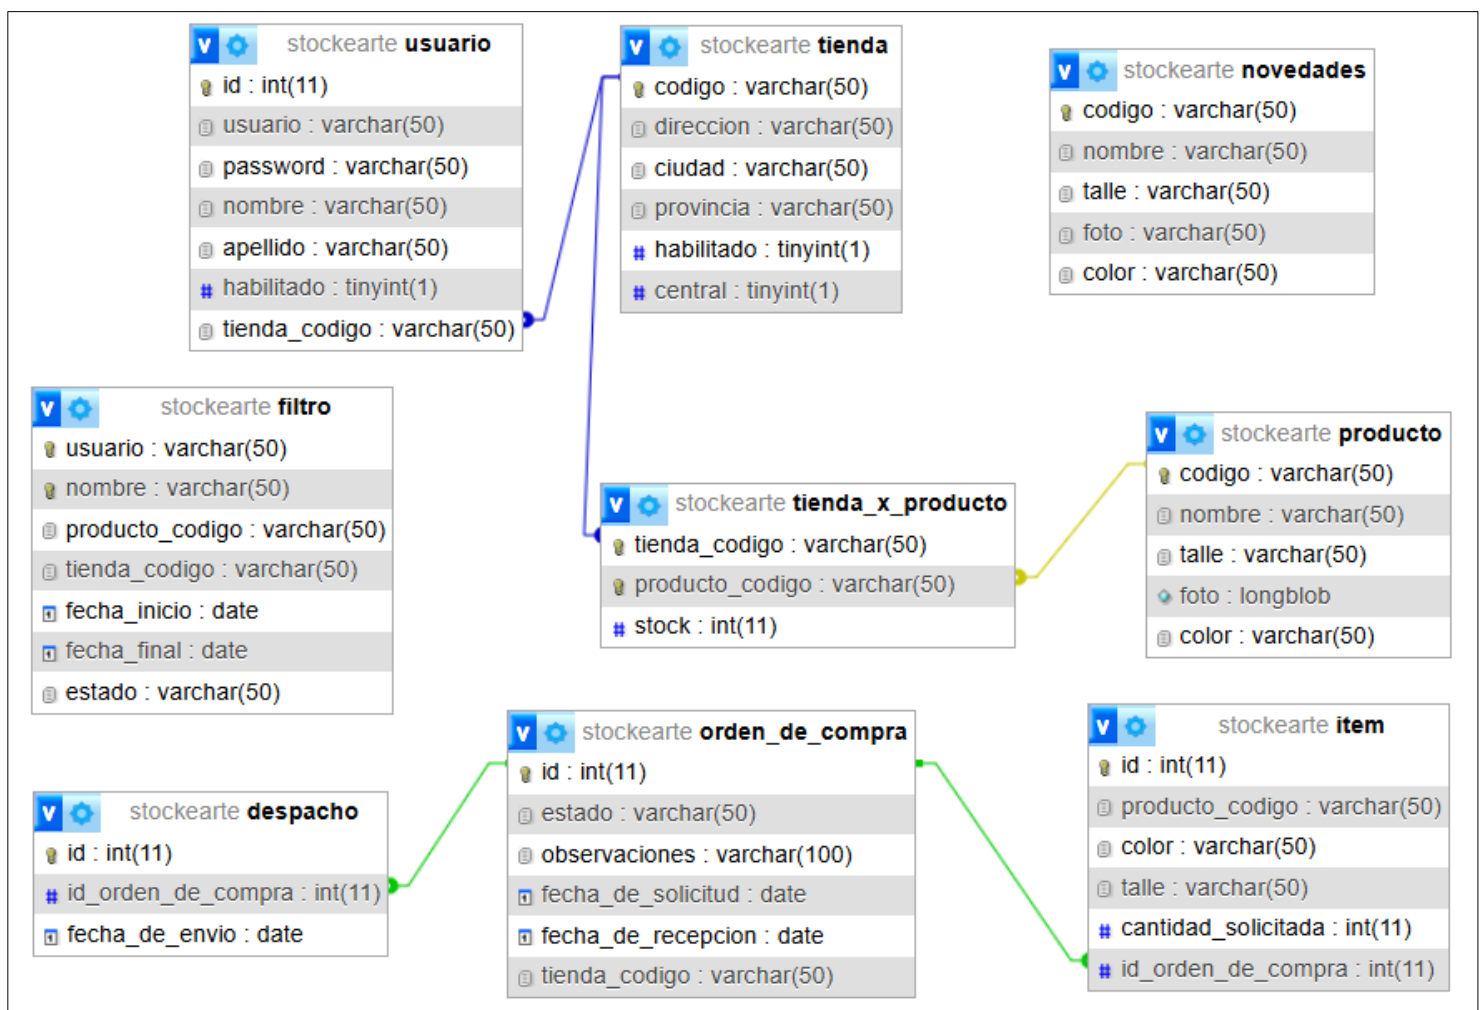 stockearte usuario
id : int(11)
usuario : varchar(50)
password : varchar(50)
nombre : varchar(50)
apellido : varchar(50)
habilitado : tinyint(1)
tienda_codigo : varchar(50)
stockearte tienda
codigo : varchar(50)
direccion : varchar(50)
ciudad : varchar(50)
provincia : varchar(50)
habilitado : tinyint(1)
central : tinyint(1)
stockearte novedades
codigo : varchar(50)
nombre : varchar(50)
talle : varchar(50)
foto : varchar(50)
color : varchar(50)
stockearte filtro
usuario : varchar(50)
nombre : varchar(50)
producto_codigo : varchar(50)
tienda_codigo : varchar(50)
fecha_inicio : date
fecha_final : date
estado : varchar(50)
stockearte tienda_x_producto
tienda_codigo : varchar(50)
producto_codigo : varchar(50)
stock : int(11)
stockearte producto
codigo : varchar(50)
nombre : varchar(50)
talle : varchar(50)
foto : longblob
color : varchar(50)
stockearte despacho
id : int(11)
id_orden_de_compra : int(11)
fecha_de_envio : date
stockearte orden_de_compra
id : int(11)
estado : varchar(50)
observaciones : varchar(100)
fecha_de_solicitud : date
fecha_de_recepcion : date
tienda_codigo : varchar(50)
stockearte item
id : int(11)
producto_codigo : varchar(50)
color : varchar(50)
talle : varchar(50)
cantidad_solicitada : int(11)
id_orden_de_compra : int(11)